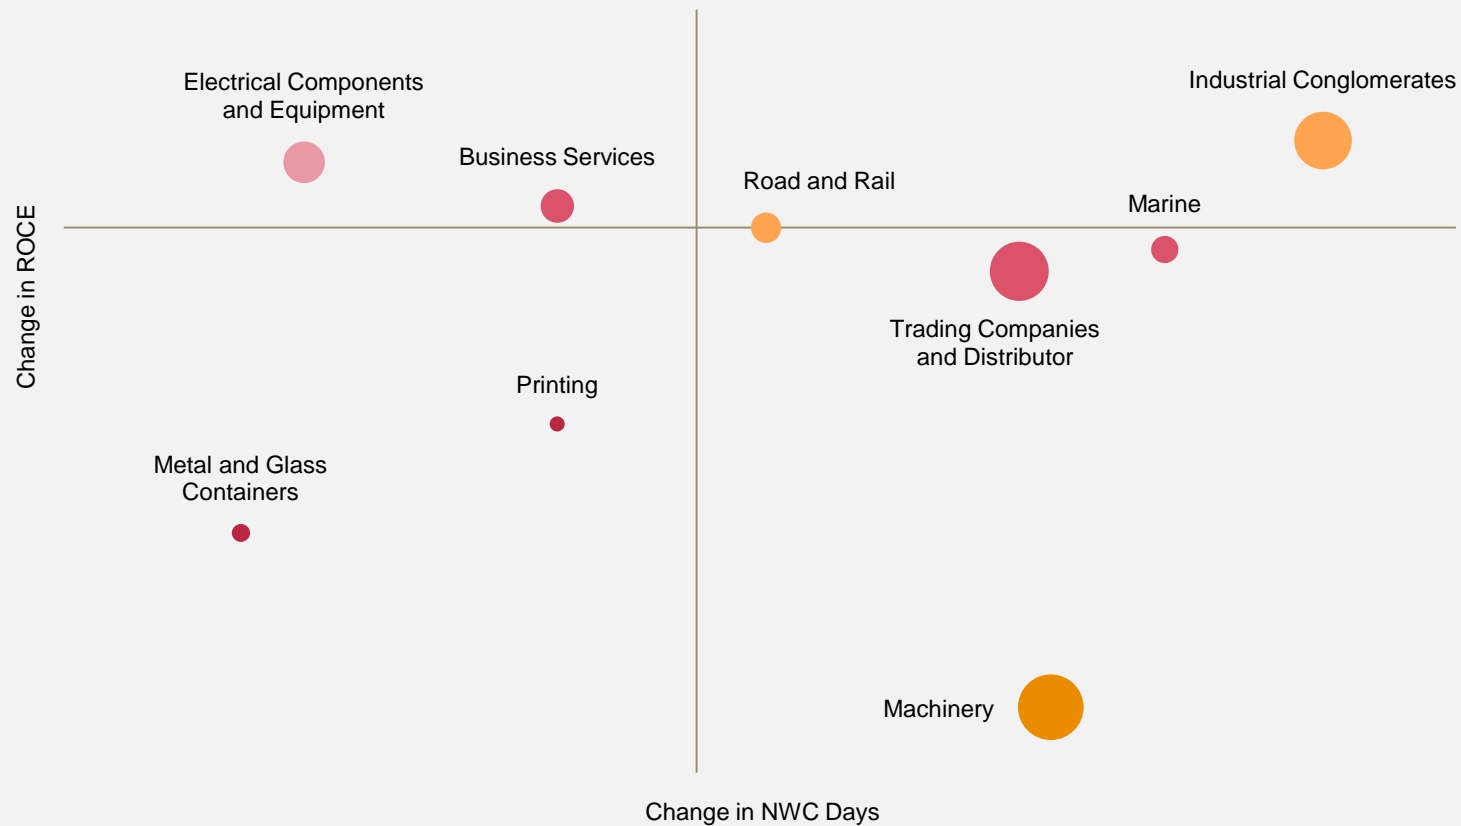 Electrical Components
and Equipment
Industrial Conglomerates
Business Services
Road and Rail
Marine
Change in ROCE
Trading Companies
and Distributor
Printing
Metal and Glass
Containers
Machinery
Change in NWC Days